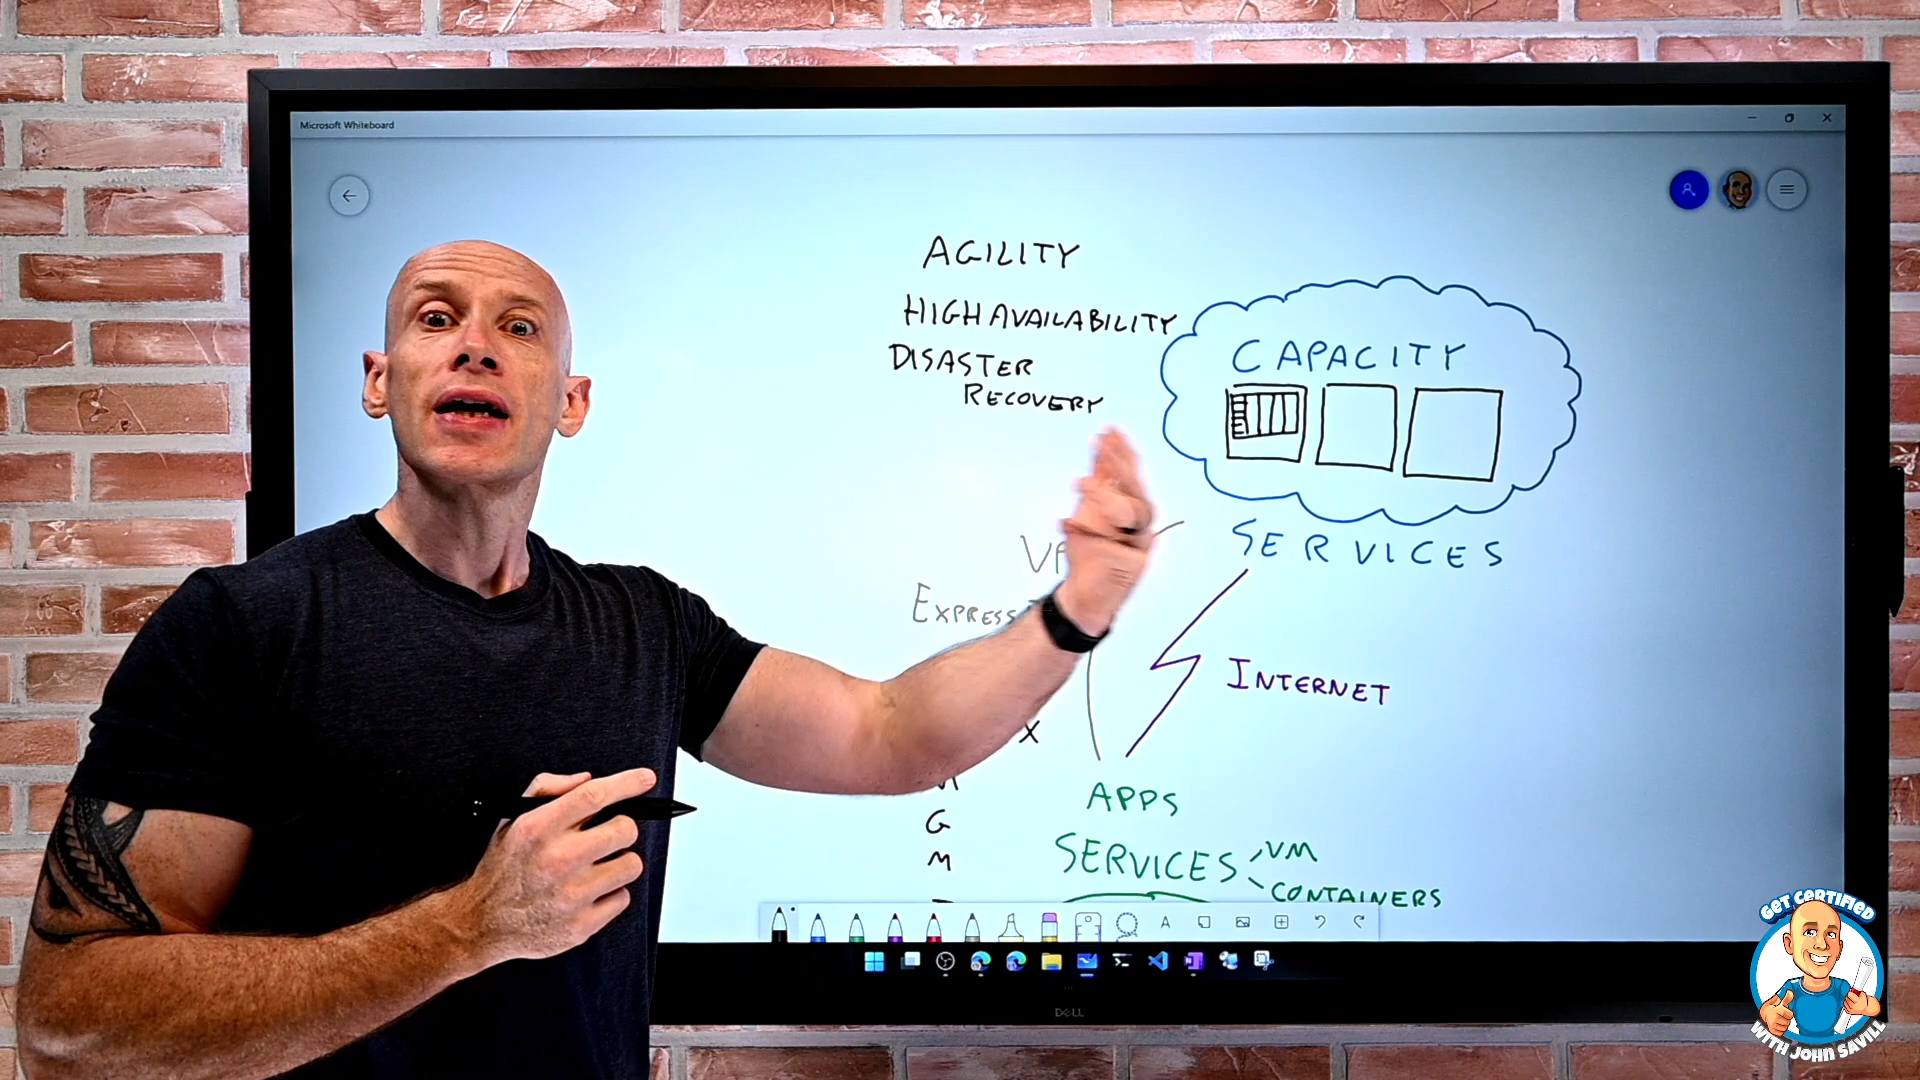 Microsoft Whiteboard
AGILITY
HIGH AVAILABILITY
DISASTER
RECOVERY
CAPACITY
SERVICES
EXPRESS
INTERNET
X
APPS
G
M
SERVICES
VM
CONTAINERS
A
DELL
GET CERTIFIED
WITH JOHN SAVILL